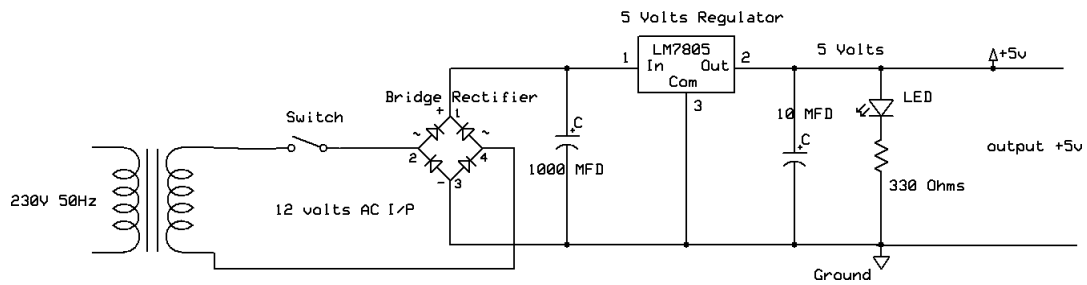 5 Volts Regulator
1
LM7805
In Out
Com
2
5 Volts
+5v
3
Bridge Rectifier
+ 1
~ ~
2 4
- 3
Switch
+C
1000 MFD
10 MFD
+C
LED
330 Ohms
output +5v
230V 50Hz
12 volts AC I/P
Ground